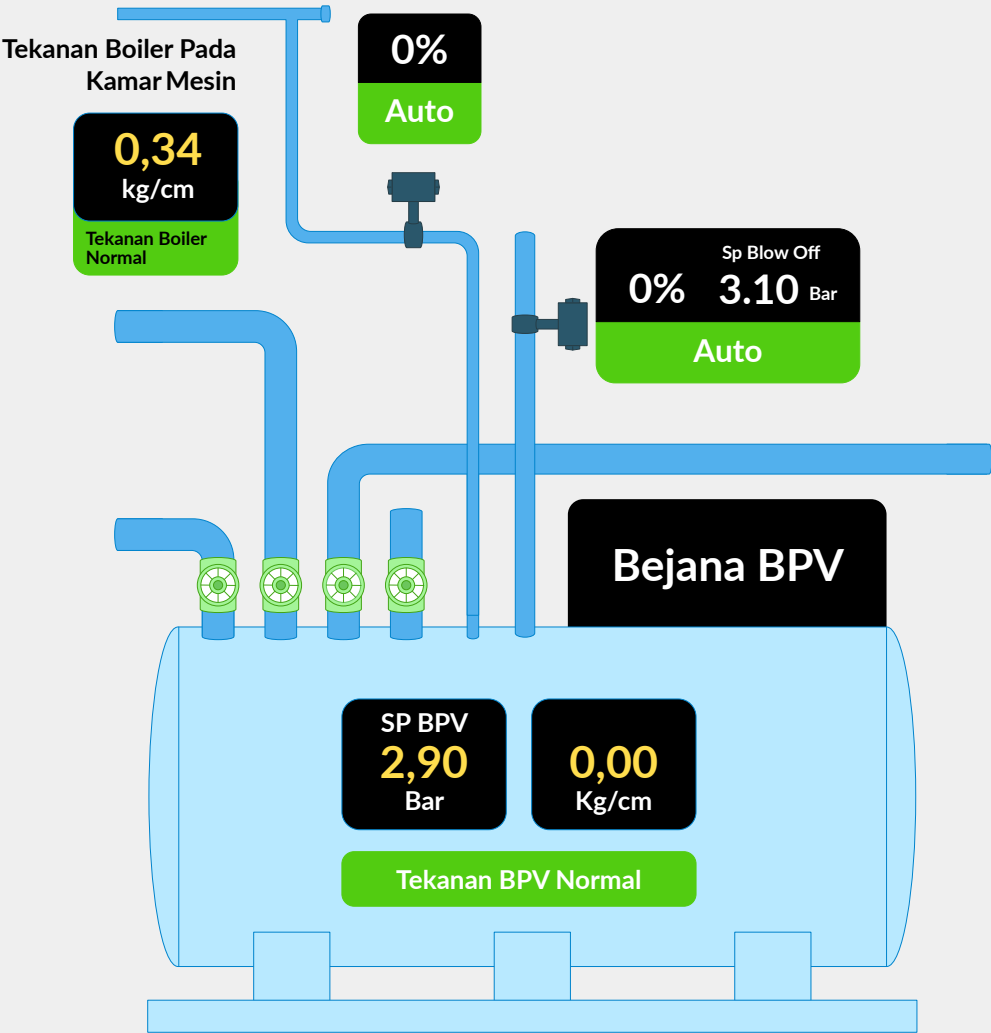 Tekanan Boiler Pada
Kamar Mesin
0,34
kg/cm
Tekanan Boiler
Normal
0%
Auto
Sp Blow Off
0% 3.10 Bar
Auto
Bejana BPV
SP BPV
2,90
Bar
0,00
Kg/cm
Tekanan BPV Normal